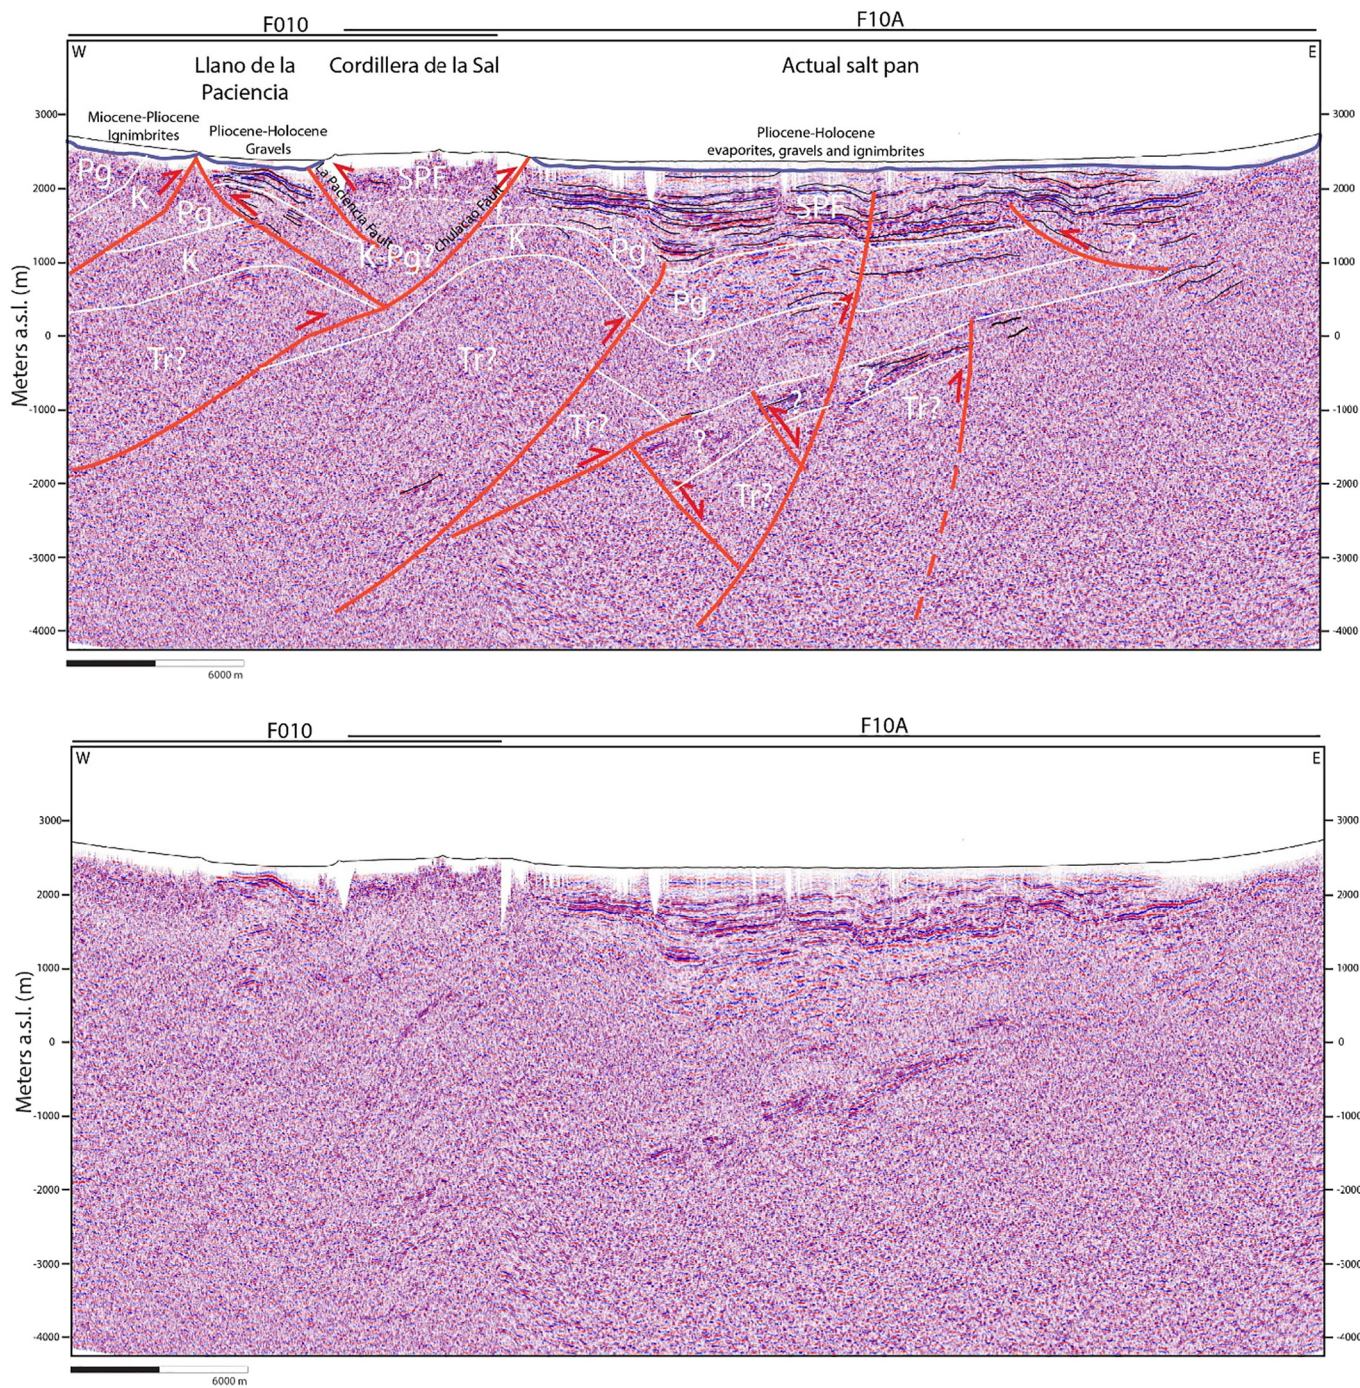 F010
F10A
W
E
Llano de la
Paciencia
Cordillera de la Sal
Actual salt pan
Miocene-Pliocene
Ignimbrites
Pliocene-Holocene
Gravels
Pliocene-Holocene
evaporites, gravels and ignimbrites
Meters a.s.l. (m)
3000
2000
1000
0
-1000
-2000
-3000
-4000
3000
2000
1000
0
-1000
-2000
-3000
-4000
Pg
K
Pg
K
Tr?
La Paciencia Fault
SPF
Chulacao Fault
K-Pg?
K
Pg
Tr?
SPF
Pg
K?
?
?
?
Tr?
Tr?
?
Tr?
6000 m
F010
F10A
W
E
Meters a.s.l. (m)
3000
2000
1000
0
-1000
-2000
-3000
-4000
3000
2000
1000
0
-1000
-2000
-3000
-4000
6000 m